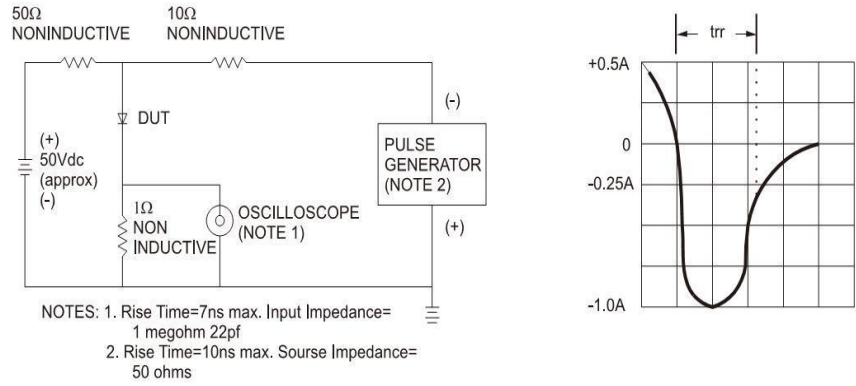 50Ω
NONINDUCTIVE
10Ω
NONINDUCTIVE
(+)
50Vdc
(approx)
(-)
DUT
1Ω
NON
INDUCTIVE
OSCILLOSCOPE
(NOTE 1)
(-)
PULSE
GENERATOR
(NOTE 2)
(+)
NOTES: 1. Rise Time=7ns max. Input Impedance=
1 megohm 22pf
2. Rise Time=10ns max. Sourse Impedance=
50 ohms
trr
+0.5A
0
-0.25A
-1.0A